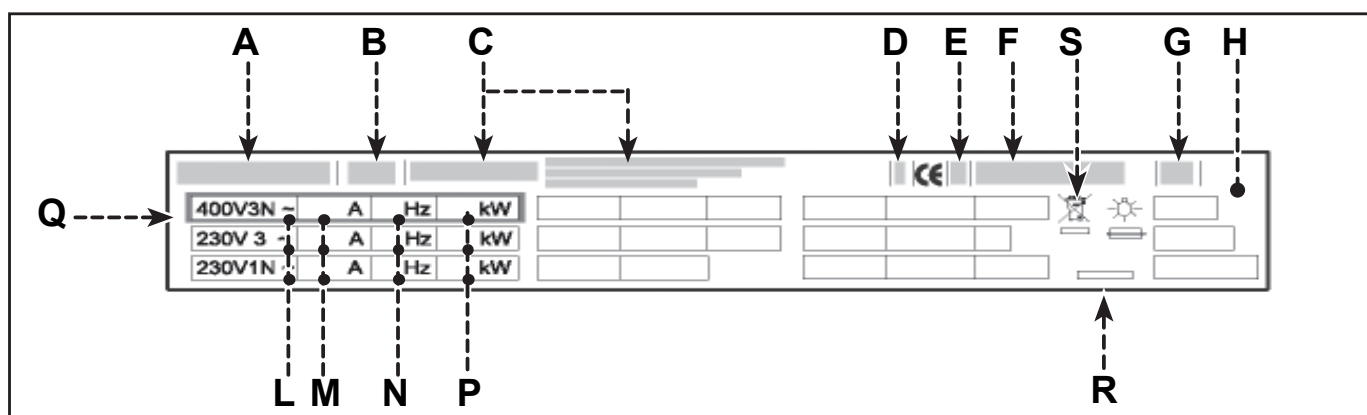 A B C D E F S G H
CE
Q
400V3N ~ A Hz kW
230V 3 ~ A Hz kW
230V1N ~ A Hz kW
L M N P
R